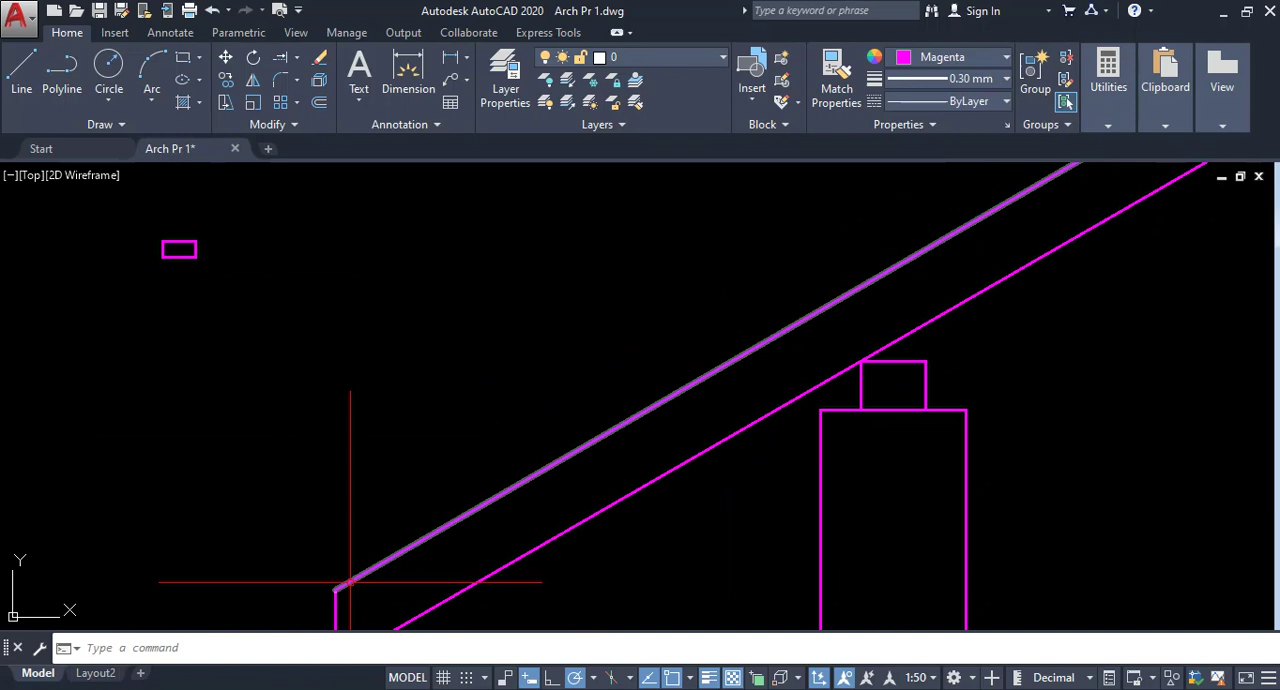 Autodesk AutoCAD 2020 Arch Pr 1.dwg
Type a keyword or phrase
Sign In
Home Insert Annotate Parametric View Manage Output Collaborate Express Tools
Line Polyline Circle Arc
Draw
Modify
Text Dimension
Annotation
Layer Properties
0
Layers
Insert
Block
Match Properties
Magenta
0.30 mm
ByLayer
Properties
Group
Groups
Utilities
Clipboard
View
Start
Arch Pr 1*
[−][Top][2D Wireframe]
Y
X
Type a command
Model Layout2
MODEL
1:50
Decimal